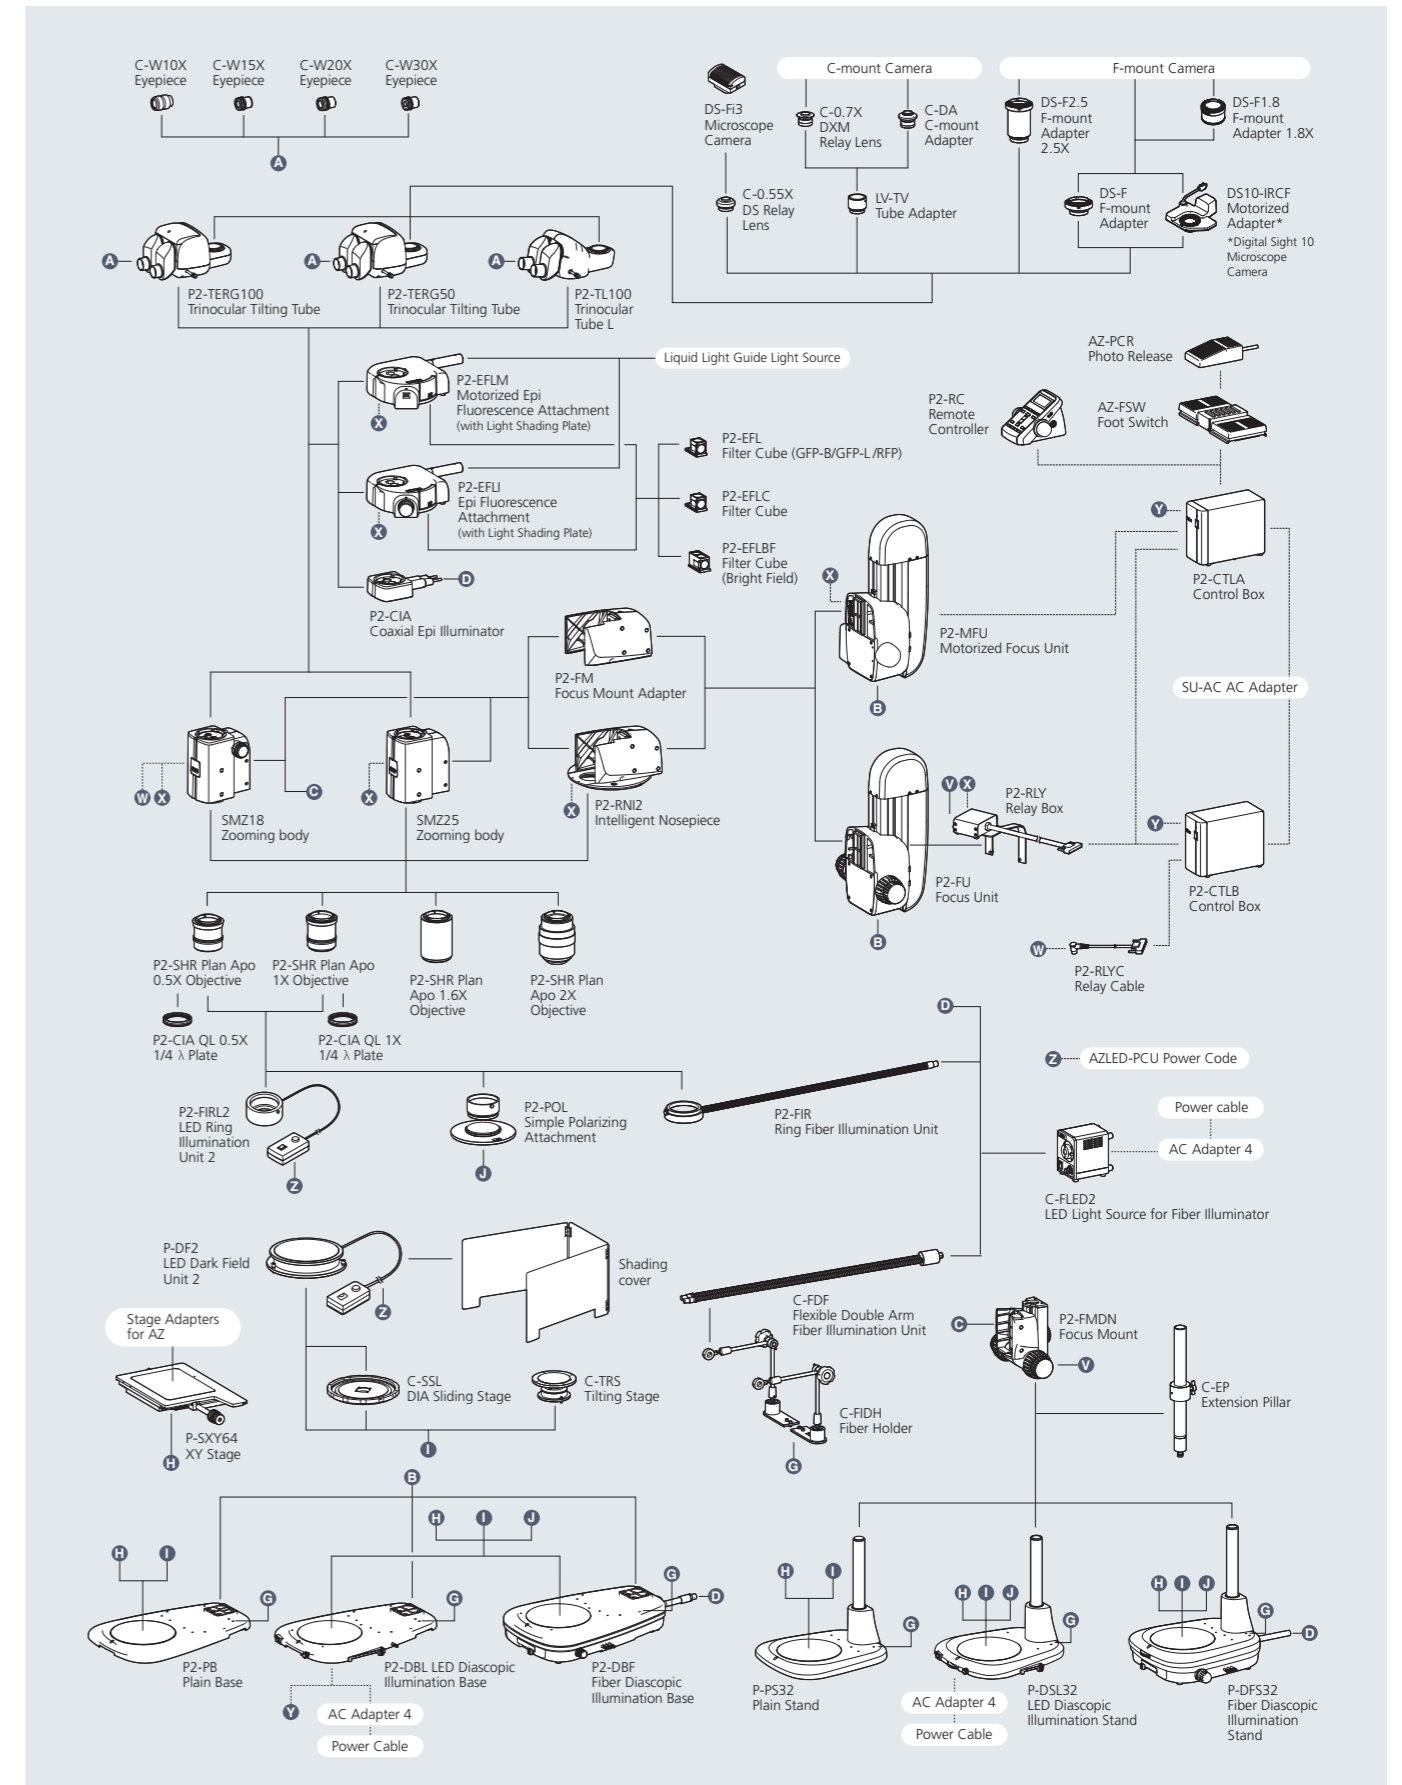 C-W10X
Eyepiece
C-W15X
Eyepiece
C-W20X
Eyepiece
C-W30X
Eyepiece
A
DS-Fi3
Microscope
Camera
C-mount Camera
C-0.7X
DXM
Relay Lens
C-DA
C-mount
Adapter
F-mount Camera
DS-F2.5
F-mount
Adapter
2.5X
DS-F1.8
F-mount
Adapter 1.8X
C-0.55X
DS Relay
Lens
LV-TV
Tube Adapter
DS-F
F-mount
Adapter
DS10-IRCF
Motorized
Adapter*
*Digital Sight 10
Microscope
Camera
A
P2-TERG100
Trinocular Tilting Tube
A
P2-TERG50
Trinocular Tilting Tube
A
P2-TL100
Trinocular
Tube L
Liquid Light Guide Light Source
P2-EFLM
Motorized Epi
Fluorescence Attachment
(with Light Shading Plate)
X
P2-EFLI
Epi Fluorescence
Attachment
(with Light Shading Plate)
X
D
P2-CIA
Coaxial Epi Illuminator
P2-EFL
Filter Cube (GFP-B/GFP-L/RFP)
P2-EFLC
Filter Cube
P2-EFLBF
Filter Cube
(Bright Field)
AZ-PCR
Photo Release
P2-RC
Remote
Controller
AZ-FSW
Foot Switch
Y
P2-CTLA
Control Box
X
P2-MFU
Motorized Focus Unit
B
SU-AC AC Adapter
P2-FM
Focus Mount Adapter
X
P2-RNI2
Intelligent Nosepiece
W
X
C
SMZ18
Zooming body
X
SMZ25
Zooming body
V
X
P2-RLY
Relay Box
P2-FU
Focus Unit
B
Y
P2-CTLB
Control Box
W
P2-RLYC
Relay Cable
P2-SHR Plan Apo
0.5X Objective
P2-SHR Plan Apo
1X Objective
P2-SHR Plan
Apo 1.6X
Objective
P2-SHR Plan
Apo 2X
Objective
P2-CIA QL 0.5X
1/4 λ Plate
P2-CIA QL 1X
1/4 λ Plate
D
Z
AZLED-PCU Power Code
P2-FIRL2
LED Ring
Illumination
Unit 2
Z
P2-POL
Simple Polarizing
Attachment
J
P2-FIR
Ring Fiber Illumination Unit
Power cable
AC Adapter 4
C-FLED2
LED Light Source for Fiber Illuminator
P-DF2
LED Dark Field
Unit 2
Z
Shading
cover
C-FDF
Flexible Double Arm
Fiber Illumination Unit
C
P2-FMDN
Focus Mount
V
Stage Adapters
for AZ
P-SXY64
XY Stage
H
C-SSL
DIA Sliding Stage
C-TRS
Tilting Stage
I
C-FIDH
Fiber Holder
G
C-EP
Extension Pillar
B
H
I
J
H
I
G
P2-PB
Plain Base
G
P2-DBL LED Diascopic
Illumination Base
Y
AC Adapter 4
Power Cable
G
D
P2-DBF
Fiber Diascopic
Illumination Base
H
I
G
P-PS32
Plain Stand
H
I
J
G
P-DSL32
LED Diascopic
Illumination Stand
AC Adapter 4
Power Cable
H
I
J
G
D
P-DFS32
Fiber Diascopic
Illumination
Stand